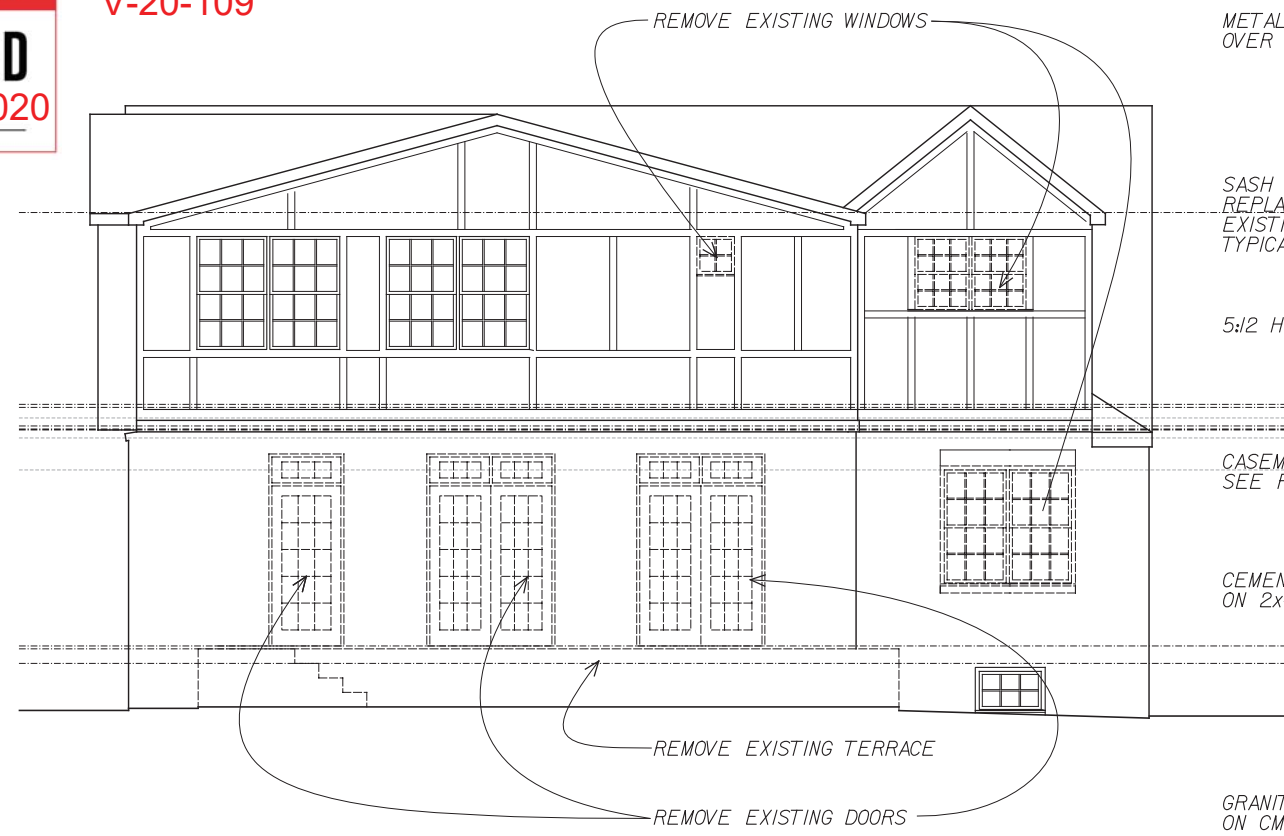 V-20-109
D
020
REMOVE EXISTING WINDOWS
METAL
OVER
SASH
REPLA
EXISTI
TYPICA
5:12 H
CASEM
SEE F
CEMEN
ON 2x
REMOVE EXISTING TERRACE
REMOVE EXISTING DOORS
GRANIT
ON CM